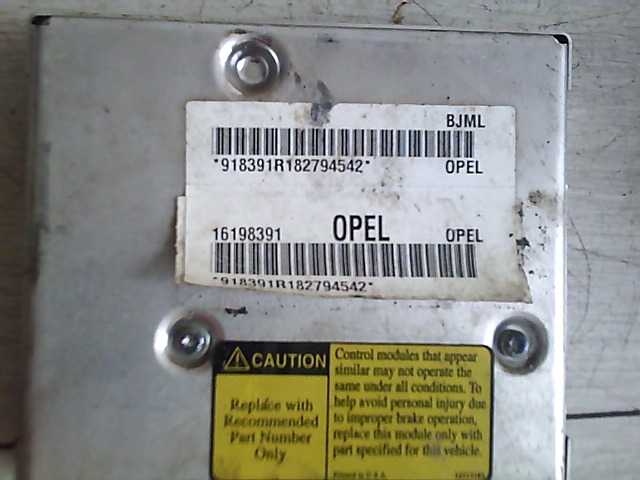 BJML
*918391R182794542* OPEL
16198391 OPEL OPEL
*918391R182794542*
CAUTION
Replace with
Recommended
Part Number
Only
Control modules that appear
similar may not operate the
same under all conditions. To
help avoid personal injury due
to improper brake operation,
replace this module only with
part specified for this vehicle.
Printed in U.S.A.